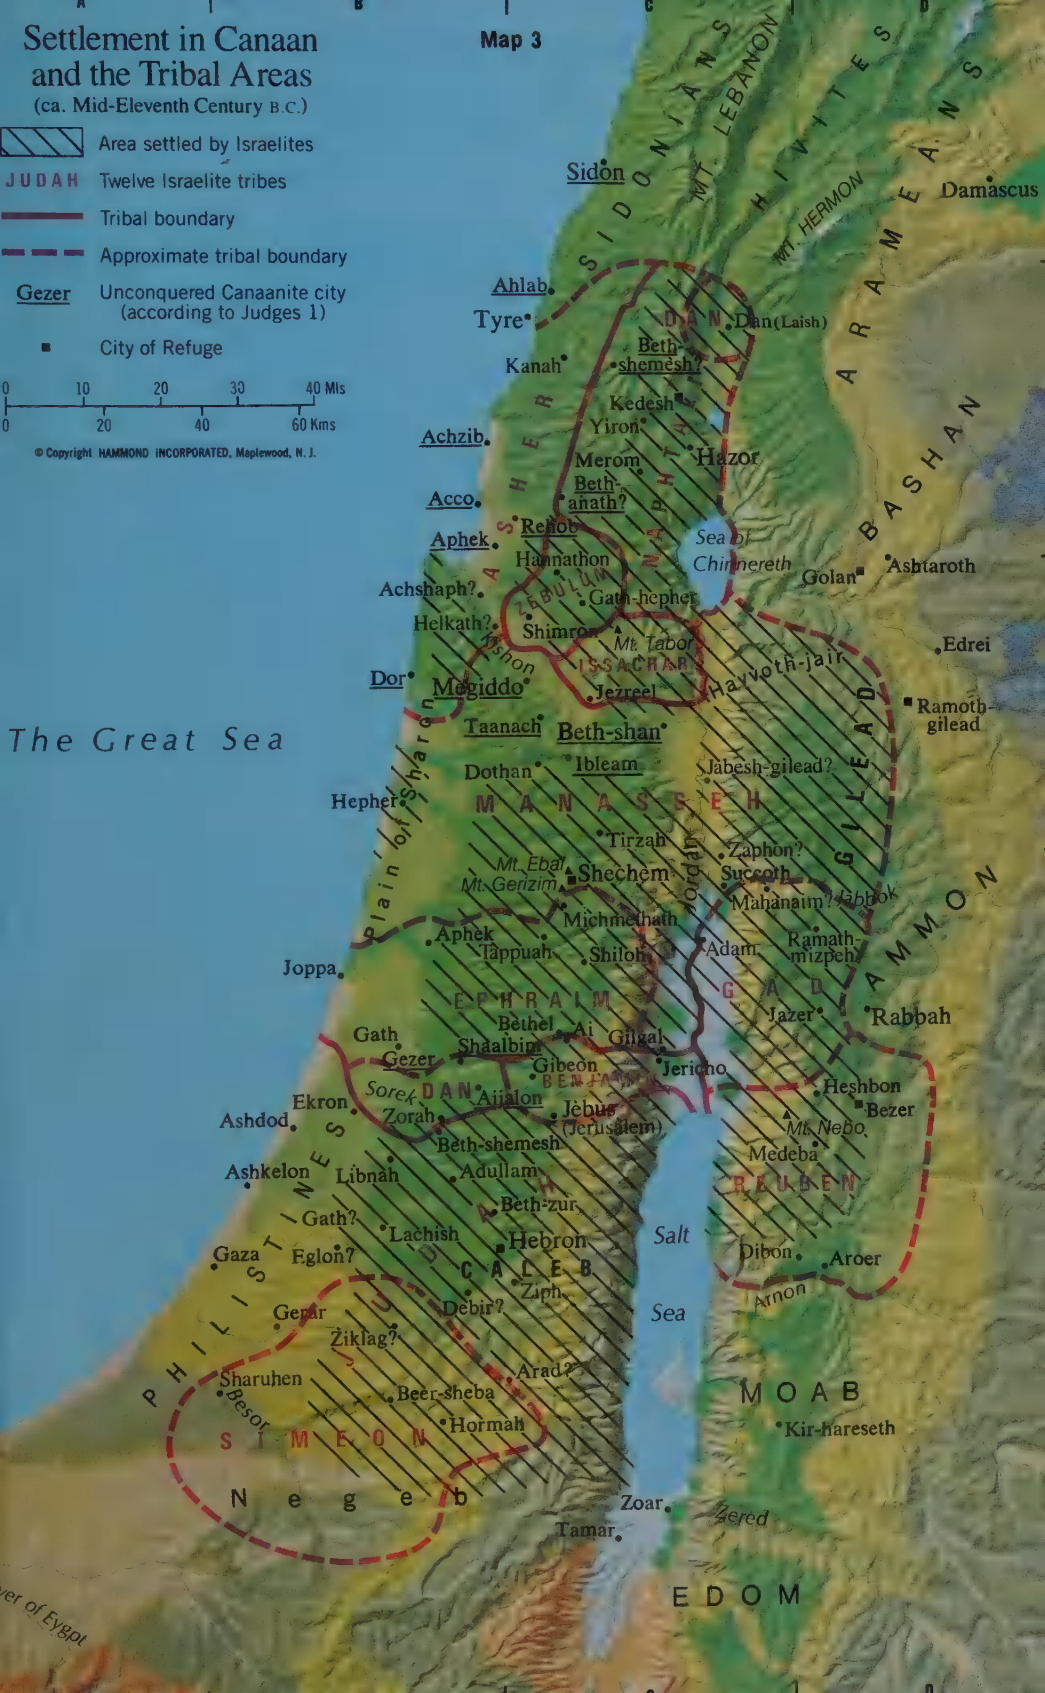 A B C D
Settlement in Canaan
and the Tribal Areas
(ca. Mid-Eleventh Century B.C.)
Map 3
Area settled by Israelites
JUDAH Twelve Israelite tribes
Tribal boundary
Approximate tribal boundary
Gezer Unconquered Canaanite city
(according to Judges 1)
City of Refuge
0 10 20 30 40 Mls
0 20 40 60 Kms
© Copyright HAMMOND INCORPORATED, Maplewood, N. J.
SIDONIANS
MT. LEBANON
HIVITES
ARAMEANS
MT. HERMON
Sidon
Damascus
Ahlab
Tyre
DAN
Dan (Laish)
Kanah
Beth-
shemesh?
Kedesh
Yiron
ASHER
NAPHTALI
BASHAN
Achzib
Merom
Hazor
Beth-
anath?
Acco
Rehob
Aphek
Sea of
Chinnereth
Hannathon
Golan
Ashtaroth
Achshaph?
ZEBULUM
Gath-hepher
Helkath?
Shimron
Mt. Tabor
Kishon
ISSACHAR
Edrei
Havvoth-jair
Dor
Megiddo
Jezreel
Ramoth-
gilead
Taanach
Beth-shan
The Great Sea
Plain of Sharon
Dothan
Ibleam
Jabesh-gilead?
GILEAD
Hepher
MANASSEH
Tirzah
Jordan
Zaphon?
Mt. Ebal
Shechem
Succoth
Mt. Gerizim
Mahanaim?
Jabbok
Michmethath
AMMON
Aphek
Tappuah
Shiloh
Adam
Ramath-
mizpeh
Joppa
EPHRAIM
GAD
Jazer
Rabbah
Bethel
Ai
Gilgal
Gath
Shaalbim
Gezer
Gibeon
Jericho
Sorek
DAN
BENJAMIN
Heshbon
Aijalon
Bezer
Ekron
Zorah
Jebus
(Jerusalem)
Mt. Nebo
Ashdod
Beth-shemesh
Medeba
Ashkelon
Libnah
Adullam
REUBEN
JUDAH
Beth-zur
Gath?
Lachish
Salt
Sea
Hebron
Gaza
Eglon?
CALEB
Dibon
Aroer
Ziph
Arnon
Debir?
PHILISTINES
Gerar
Ziklag?
Arad?
Sharuhen
Besor
Beer-sheba
MOAB
Hormah
Kir-hareseth
SIMEON
Negeb
Zoar
Zered
Tamar
EDOM
ver of Eygpt